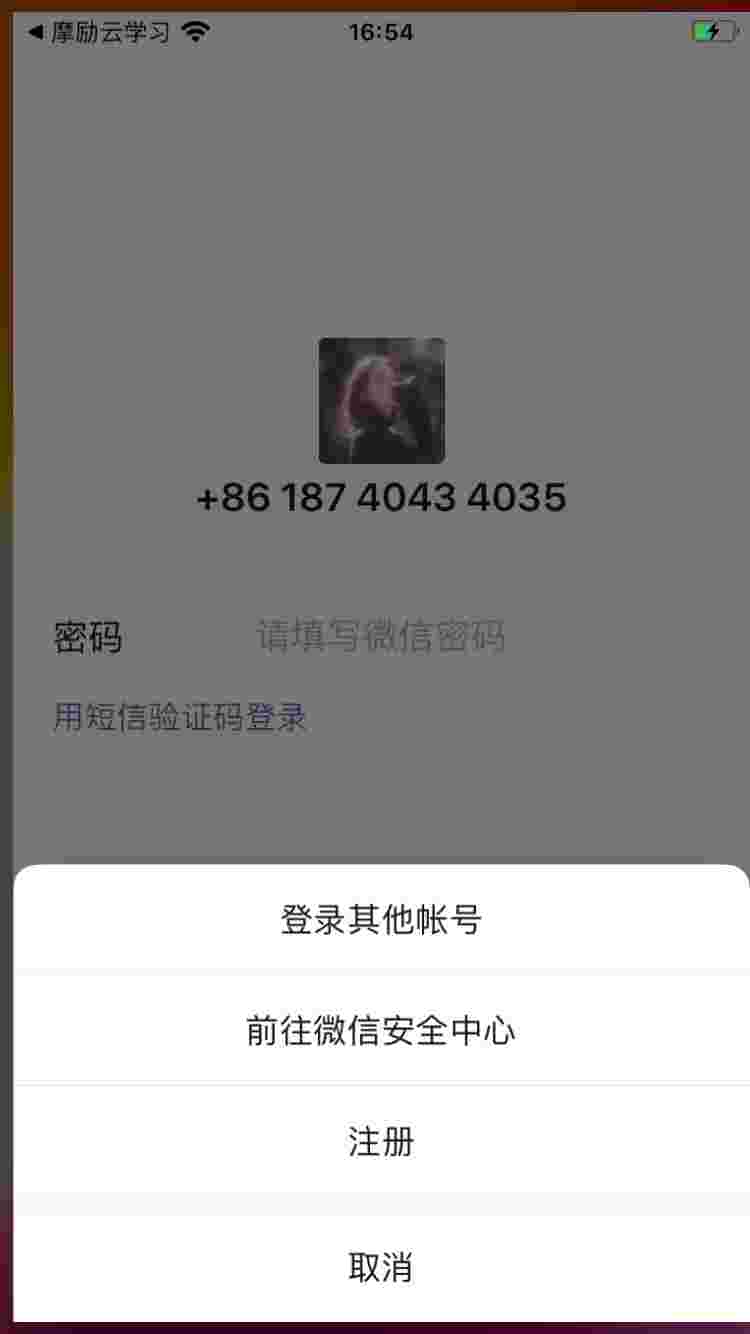 ◀ 摩励云学习 16:54
+86 187 4043 4035
密码 请填写微信密码
用短信验证码登录
登录其他帐号
前往微信安全中心
注册
取消